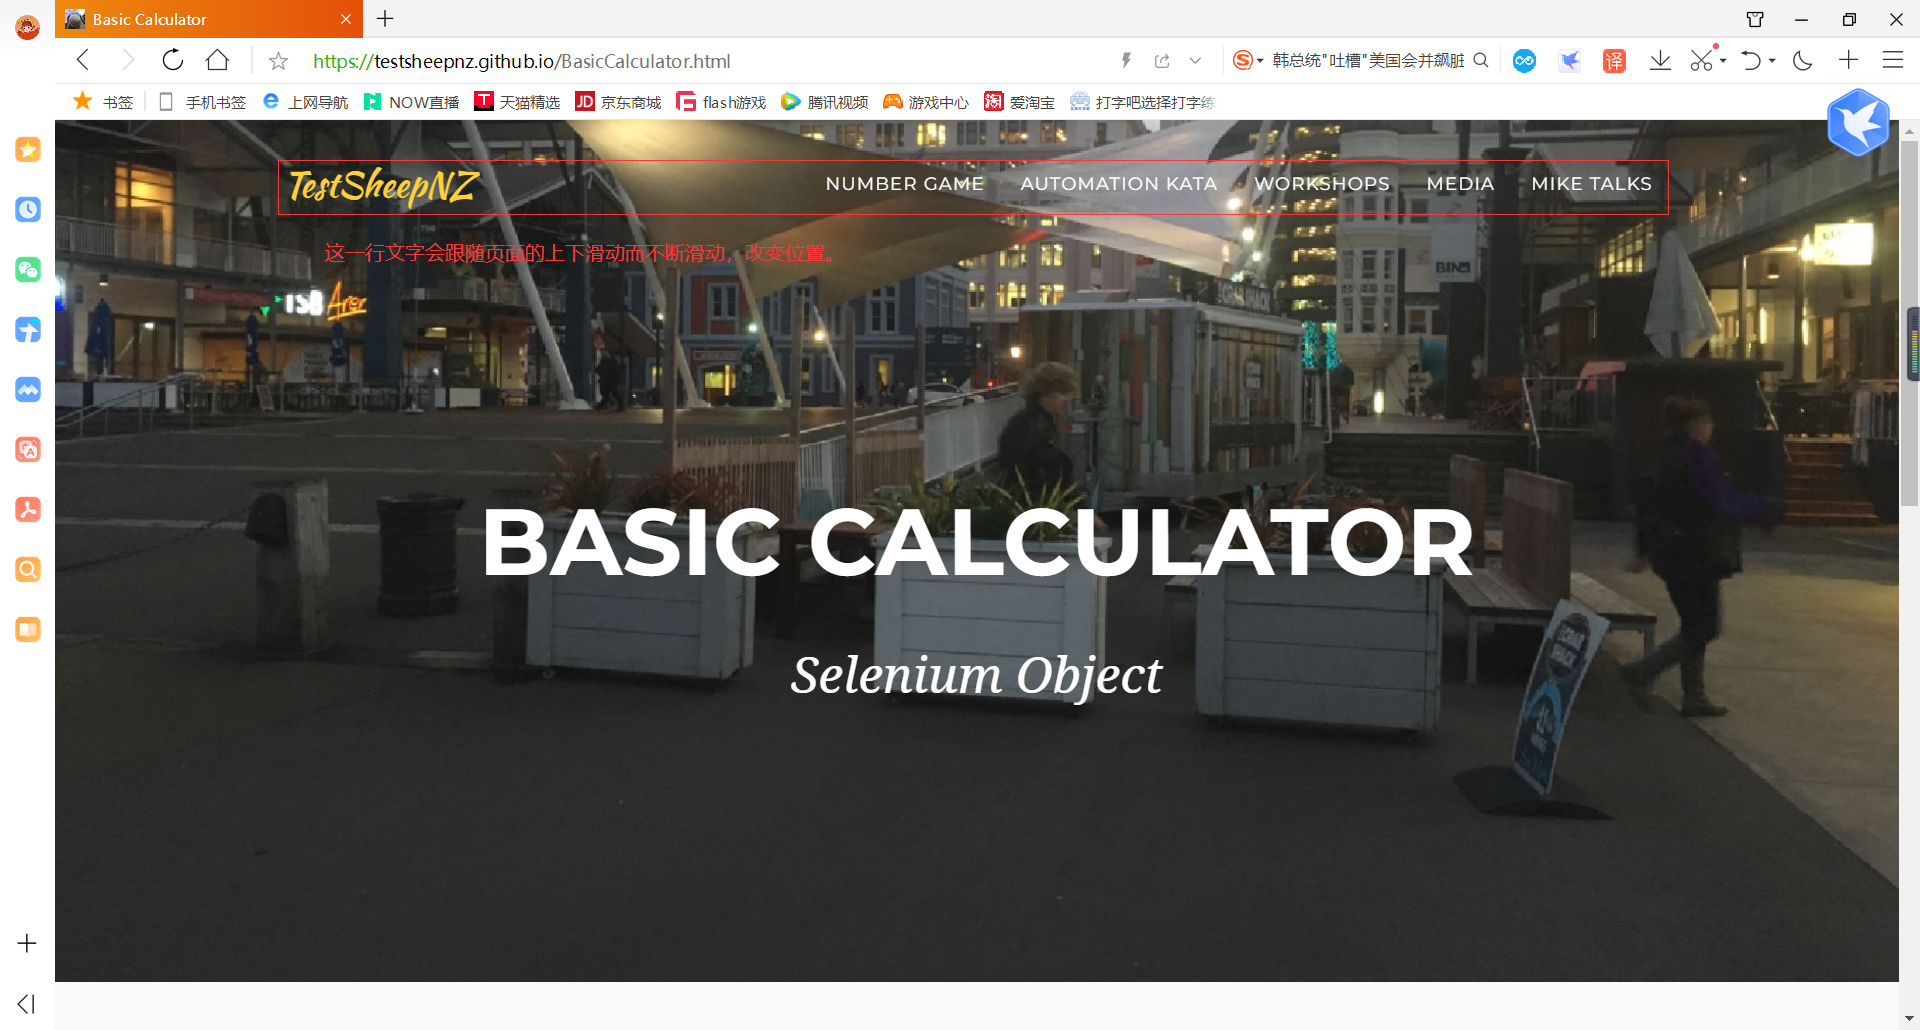 Basic Calculator
https://testsheepnz.github.io/BasicCalculator.html
韩总统"吐槽"美国会并飙脏
译
书签
手机书签
上网导航
NOW直播
T 天猫精选
JD 京东商城
flash游戏
腾讯视频
游戏中心
淘 爱淘宝
打字吧选择打字练
TestSheepNZ
NUMBER GAME
AUTOMATION KATA
WORKSHOPS
MEDIA
MIKE TALKS
这一行文字会跟随页面的上下滑动而不断滑动，改变位置。
TSB Arena
BASIC CALCULATOR
Selenium Object